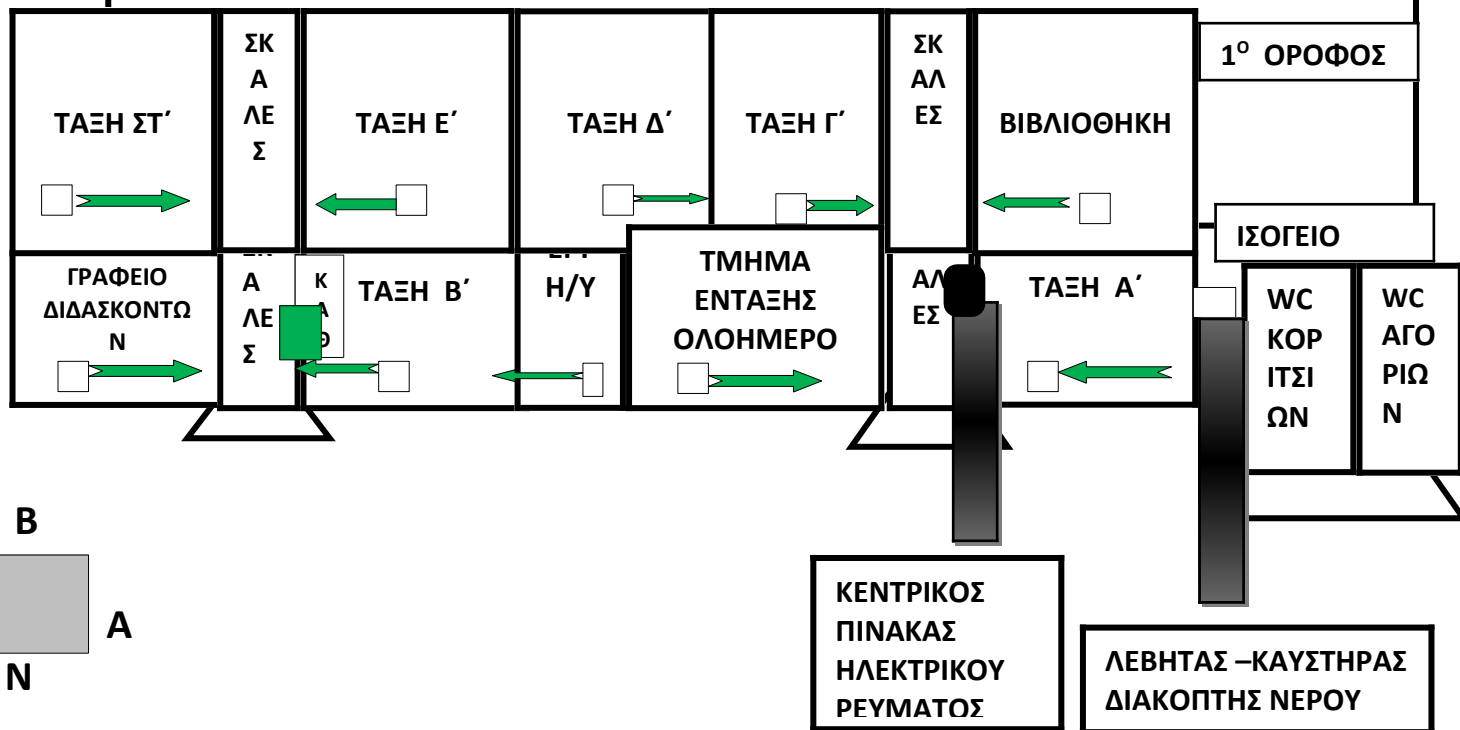 ΤΑΞΗ ΣΤ΄
ΣΚ
Α
ΛΕ
Σ
ΤΑΞΗ Ε΄
ΤΑΞΗ Δ΄
ΤΑΞΗ Γ΄
ΣΚ
ΑΛ
ΕΣ
ΒΙΒΛΙΟΘΗΚΗ
1Ο ΟΡΟΦΟΣ
ΙΣΟΓΕΙΟ
ΓΡΑΦΕΙΟ
ΔΙΔΑΣΚΟΝΤΩ
Ν
Α
ΛΕ
Σ
Κ
ΤΑΞΗ Β΄
Η/Υ
ΤΜΗΜΑ
ΕΝΤΑΞΗΣ
ΟΛΟΗΜΕΡΟ
ΑΛ
ΕΣ
ΤΑΞΗ Α΄
WC
ΚΟΡ
ΙΤΣΙ
ΩΝ
WC
ΑΓΟ
ΡΙΩ
Ν
Β
Α
Ν
ΚΕΝΤΡΙΚΟΣ
ΠΙΝΑΚΑΣ
ΗΛΕΚΤΡΙΚΟΥ
ΡΕΥΜΑΤΟΣ
ΛΕΒΗΤΑΣ –ΚΑΥΣΤΗΡΑΣ
ΔΙΑΚΟΠΤΗΣ ΝΕΡΟΥ